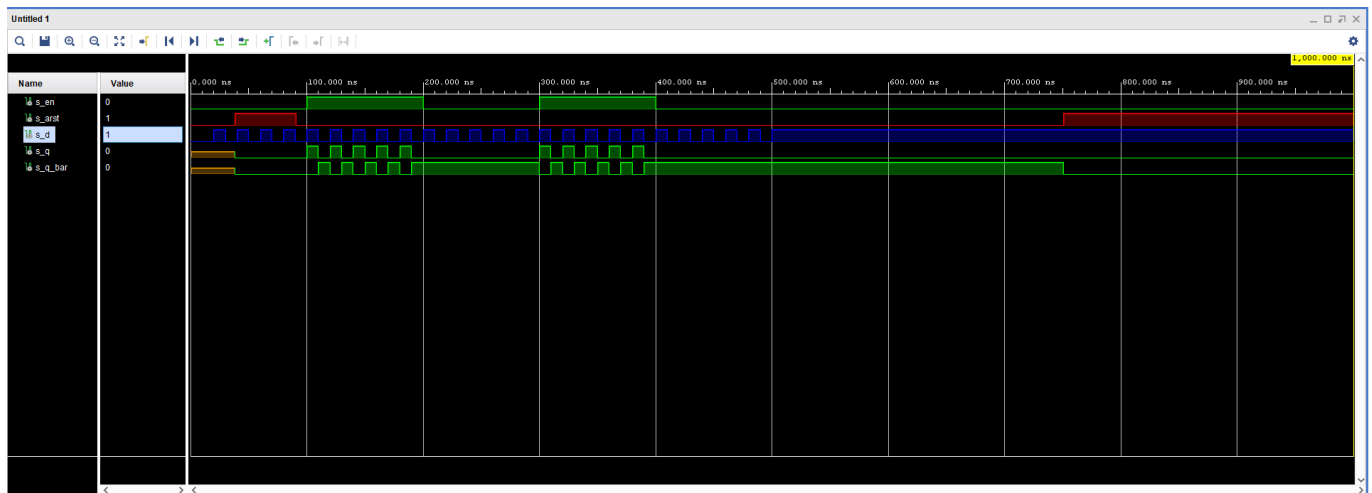 Untitled 1
1,000.000 ns
Name Value 0.000 ns 100.000 ns 200.000 ns 300.000 ns 400.000 ns 500.000 ns 600.000 ns 700.000 ns 800.000 ns 900.000 ns
s_en 0
s_arst 1
s_d 1
s_q 0
s_q_bar 0